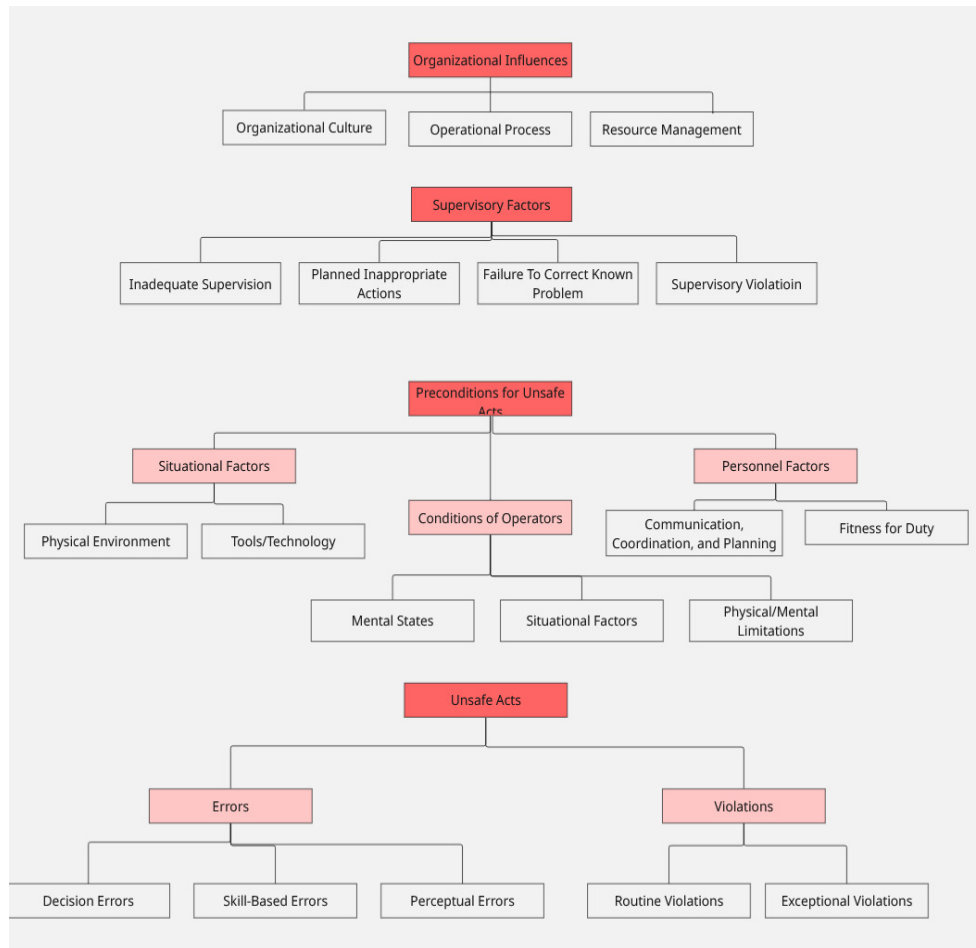 Organizational Influences
Organizational Culture
Operational Process
Resource Management
Supervisory Factors
Inadequate Supervision
Planned Inappropriate
Actions
Failure To Correct Known
Problem
Supervisory Violatioin
Preconditions for Unsafe
Acts
Situational Factors
Personnel Factors
Conditions of Operators
Physical Environment
Tools/Technology
Communication,
Coordination, and Planning
Fitness for Duty
Mental States
Situational Factors
Physical/Mental
Limitations
Unsafe Acts
Errors
Violations
Decision Errors
Skill-Based Errors
Perceptual Errors
Routine Violations
Exceptional Violations